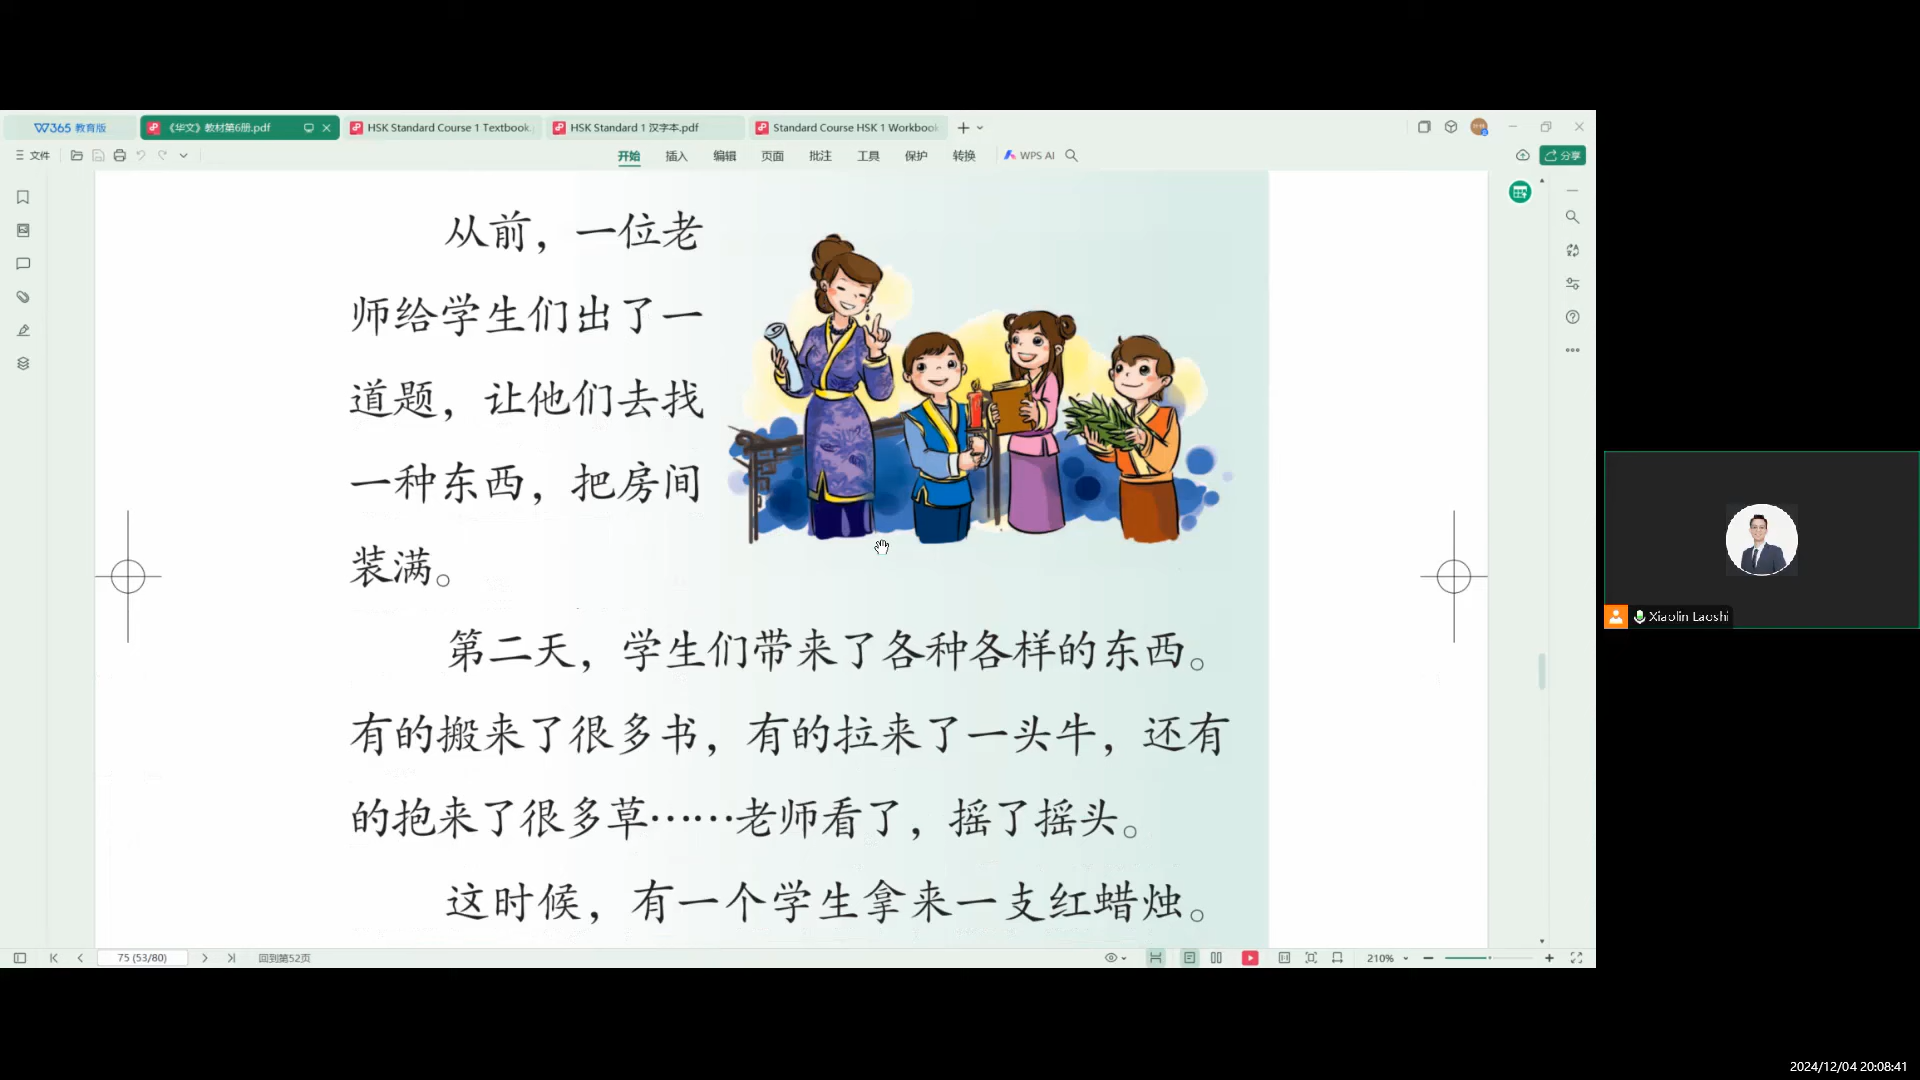 W365 教育版
《华文》教材第6册.pdf
HSK Standard Course 1 Textbook.
HSK Standard 1 汉字本.pdf
Standard Course HSK 1 Workbook
文件
开始
插入
编辑
页面
批注
工具
保护
转换
WPS AI
分享
从前，一位老
师给学生们出了一
道题，让他们去找
一种东西，把房间
装满。
第二天，学生们带来了各种各样的东西。
有的搬来了很多书，有的拉来了一头牛，还有
的抱来了很多草……老师看了，摇了摇头。
这时候，有一个学生拿来一支红蜡烛。
Xiaolin Laoshi
75 (53/80)
回到第52页
210%
2024/12/04 20:08:41